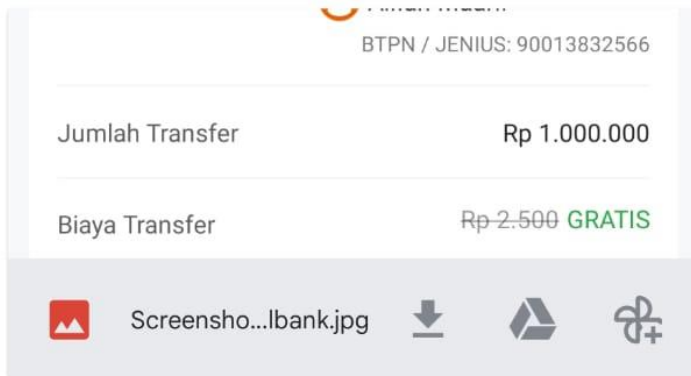 BTPN / JENIUS: 90013832566
Jumlah Transfer Rp 1.000.000
Biaya Transfer Rp 2.500 GRATIS
Screensho...lbank.jpg